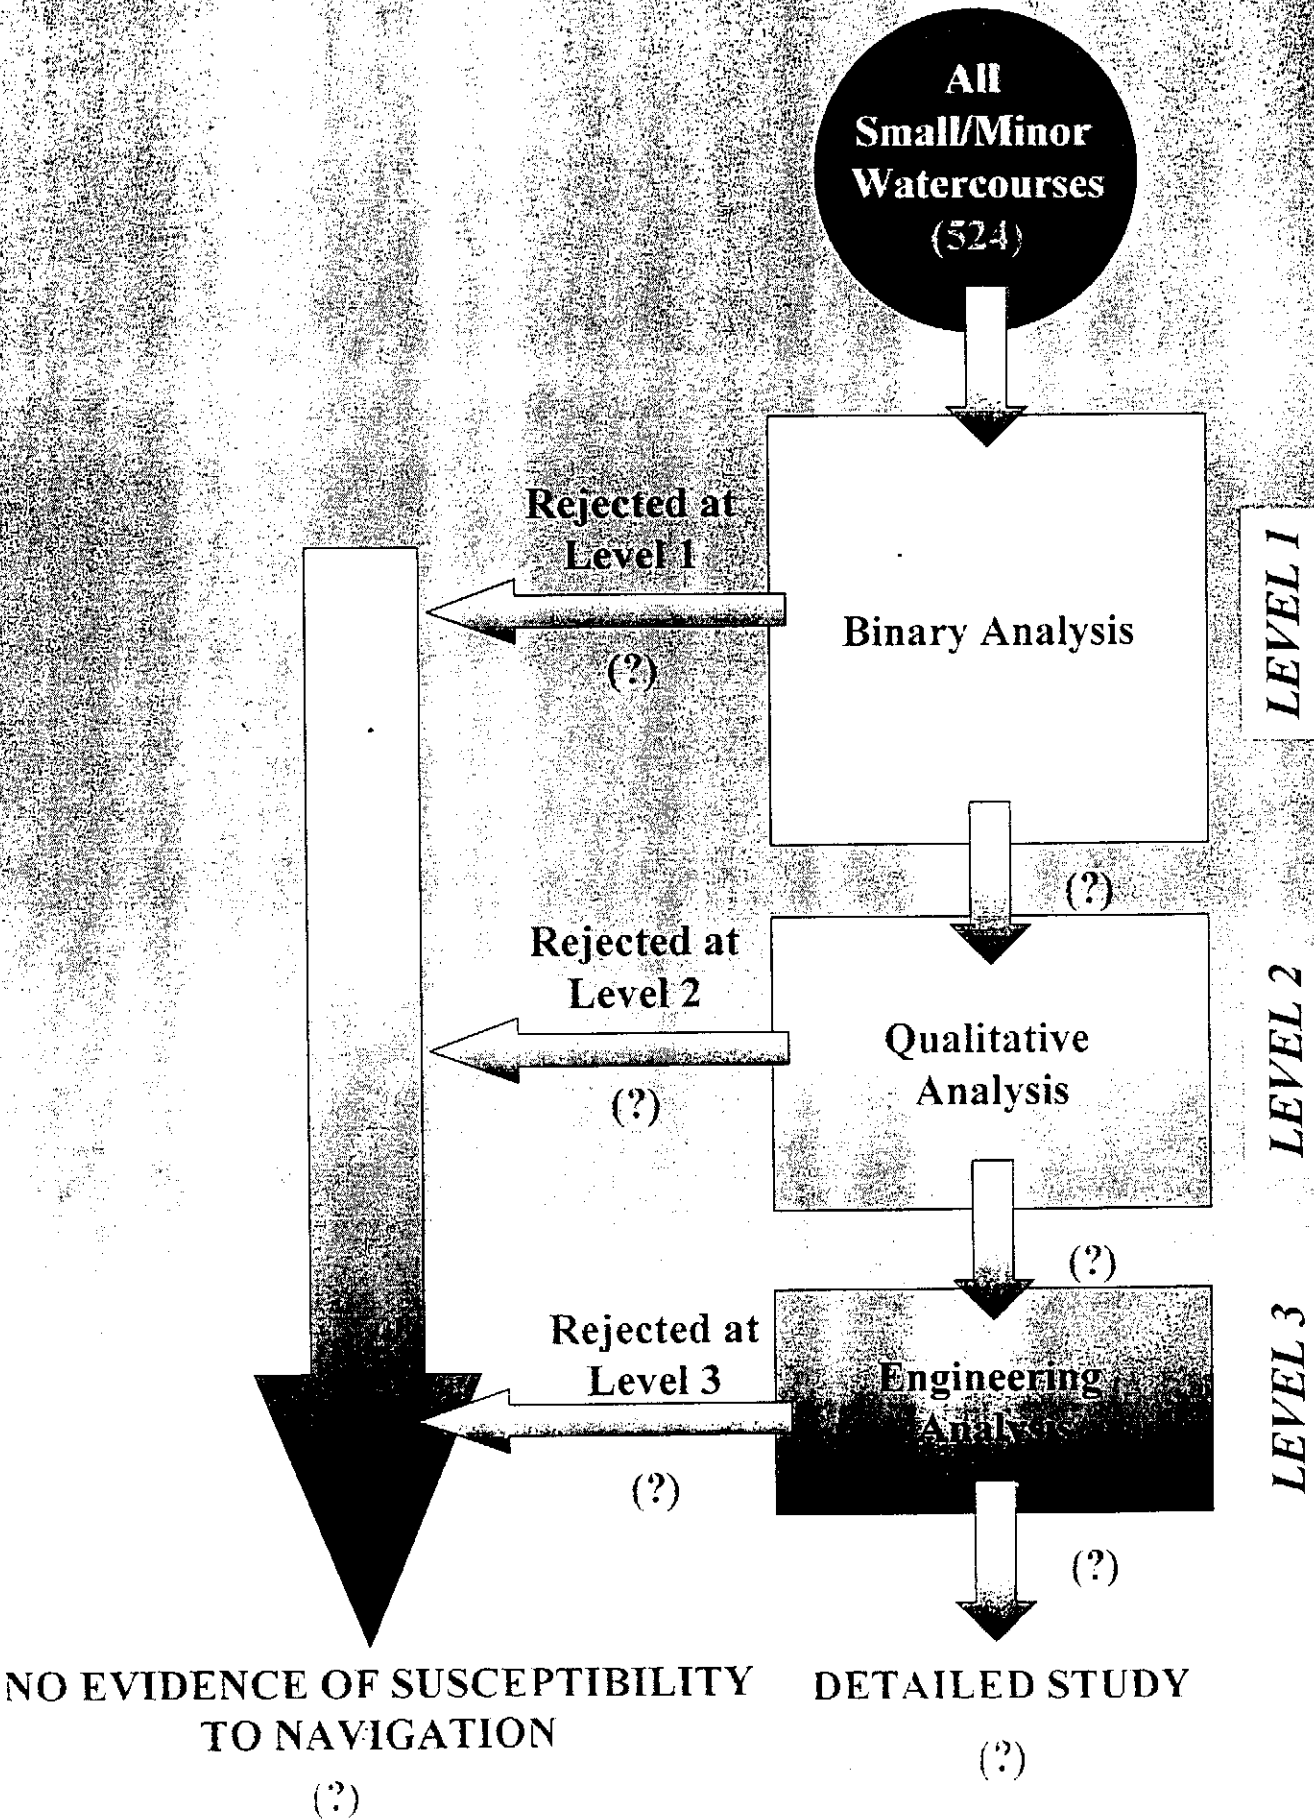 All
Small/Minor
Watercourses
(524)
Rejected at
Level 1
(?)
Binary Analysis
LEVEL 1
(?)
Rejected at
Level 2
(?)
Qualitative
Analysis
LEVEL 2
(?)
Rejected at
Level 3
(?)
Engineering
Analysis
LEVEL 3
(?)
NO EVIDENCE OF SUSCEPTIBILITY
TO NAVIGATION
(?)
DETAILED STUDY
(?)